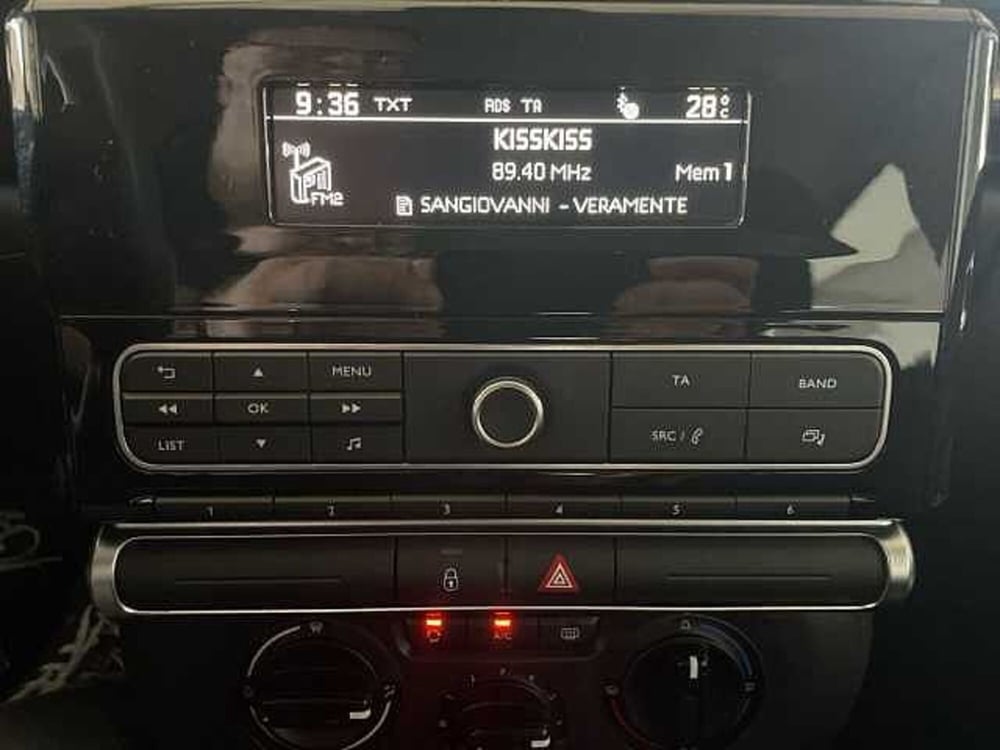 9:36 TXT RDS TA 28°C
KISSKISS
89.40 MHz Mem 1
FM2
SANGIOVANNI - VERAMENTE
MENU
TA
BAND
OK
LIST
SRC /
1 2 3 4 5 6
A/C